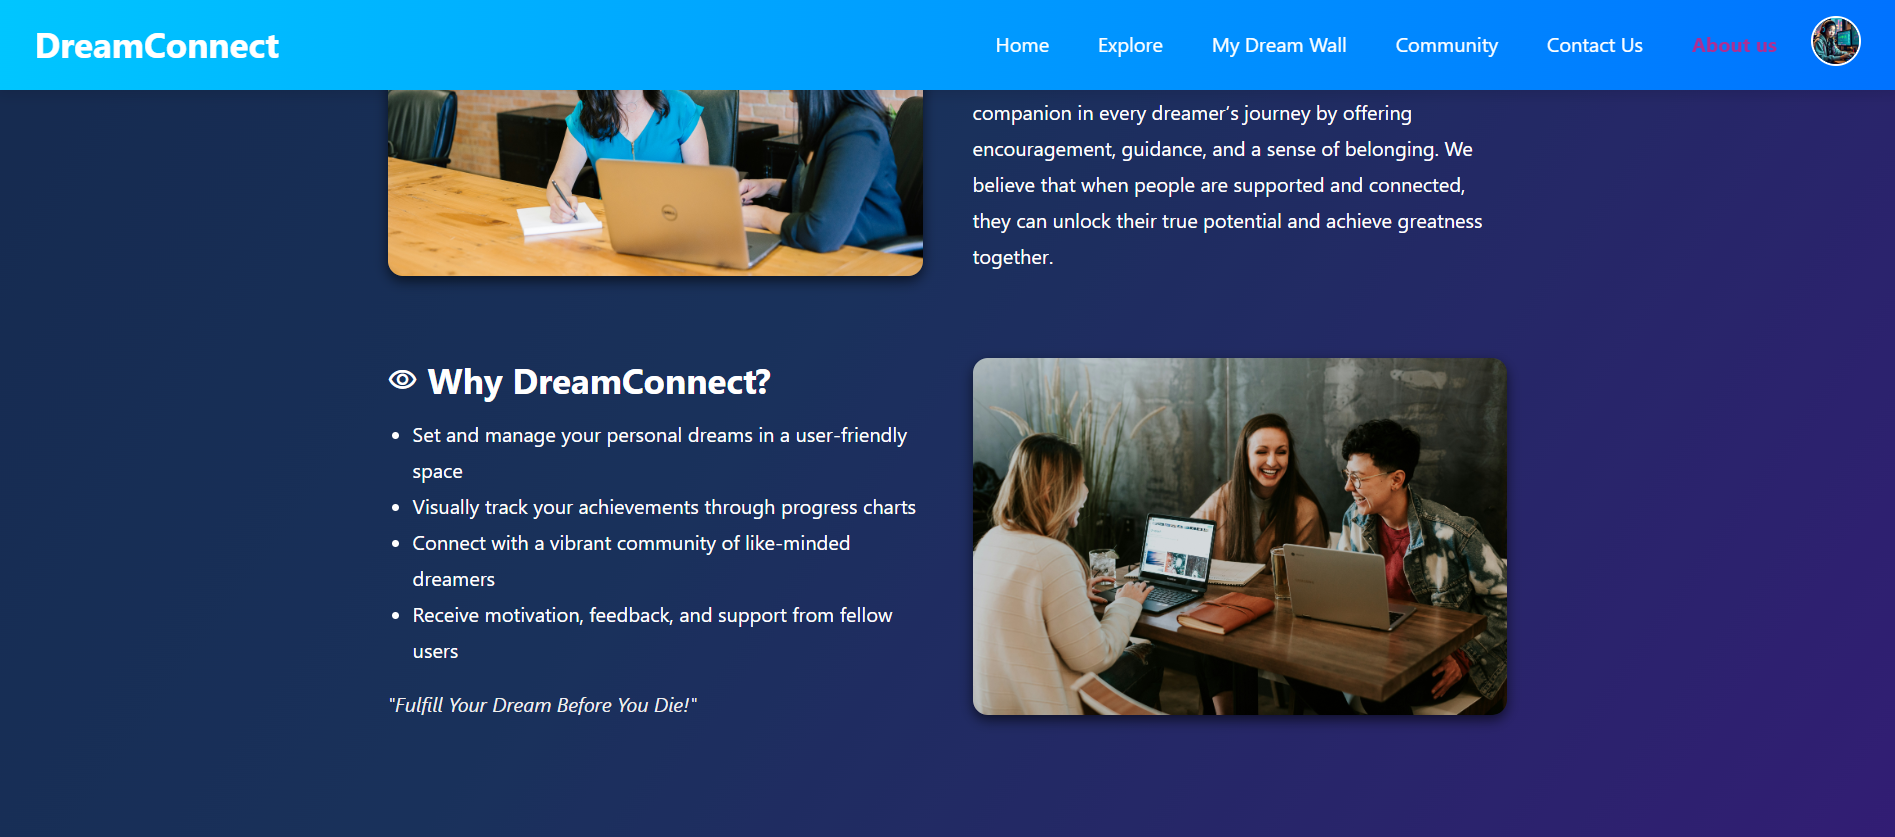 DreamConnect
Home
Explore
My Dream Wall
Community
Contact Us
About us
companion in every dreamer’s journey by offering
encouragement, guidance, and a sense of belonging. We
believe that when people are supported and connected,
they can unlock their true potential and achieve greatness
together.
Why DreamConnect?
• Set and manage your personal dreams in a user-friendly
space
• Visually track your achievements through progress charts
• Connect with a vibrant community of like-minded
dreamers
• Receive motivation, feedback, and support from fellow
users
"Fulfill Your Dream Before You Die!"
DELL